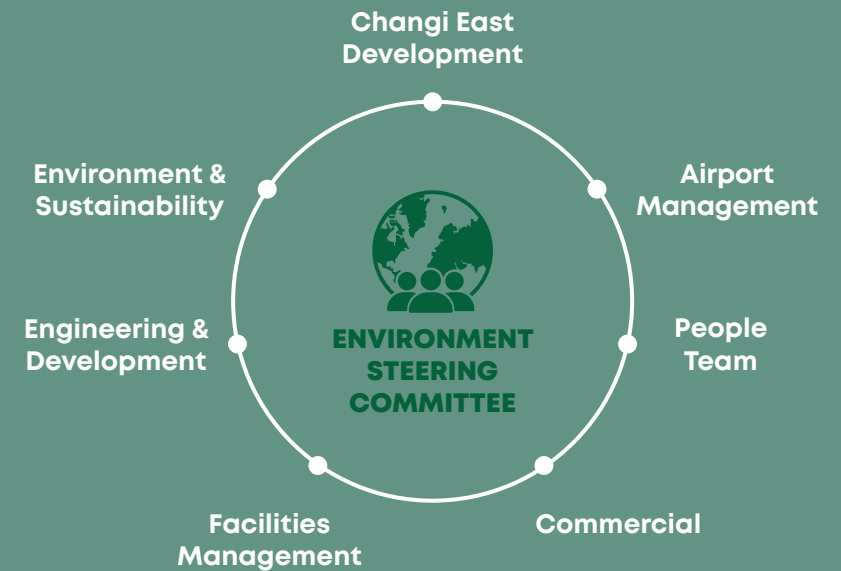 Changi East
Development
Environment &
Sustainability
Airport
Management
Engineering &
Development
People
Team
ENVIRONMENT
STEERING
COMMITTEE
Facilities
Management
Commercial